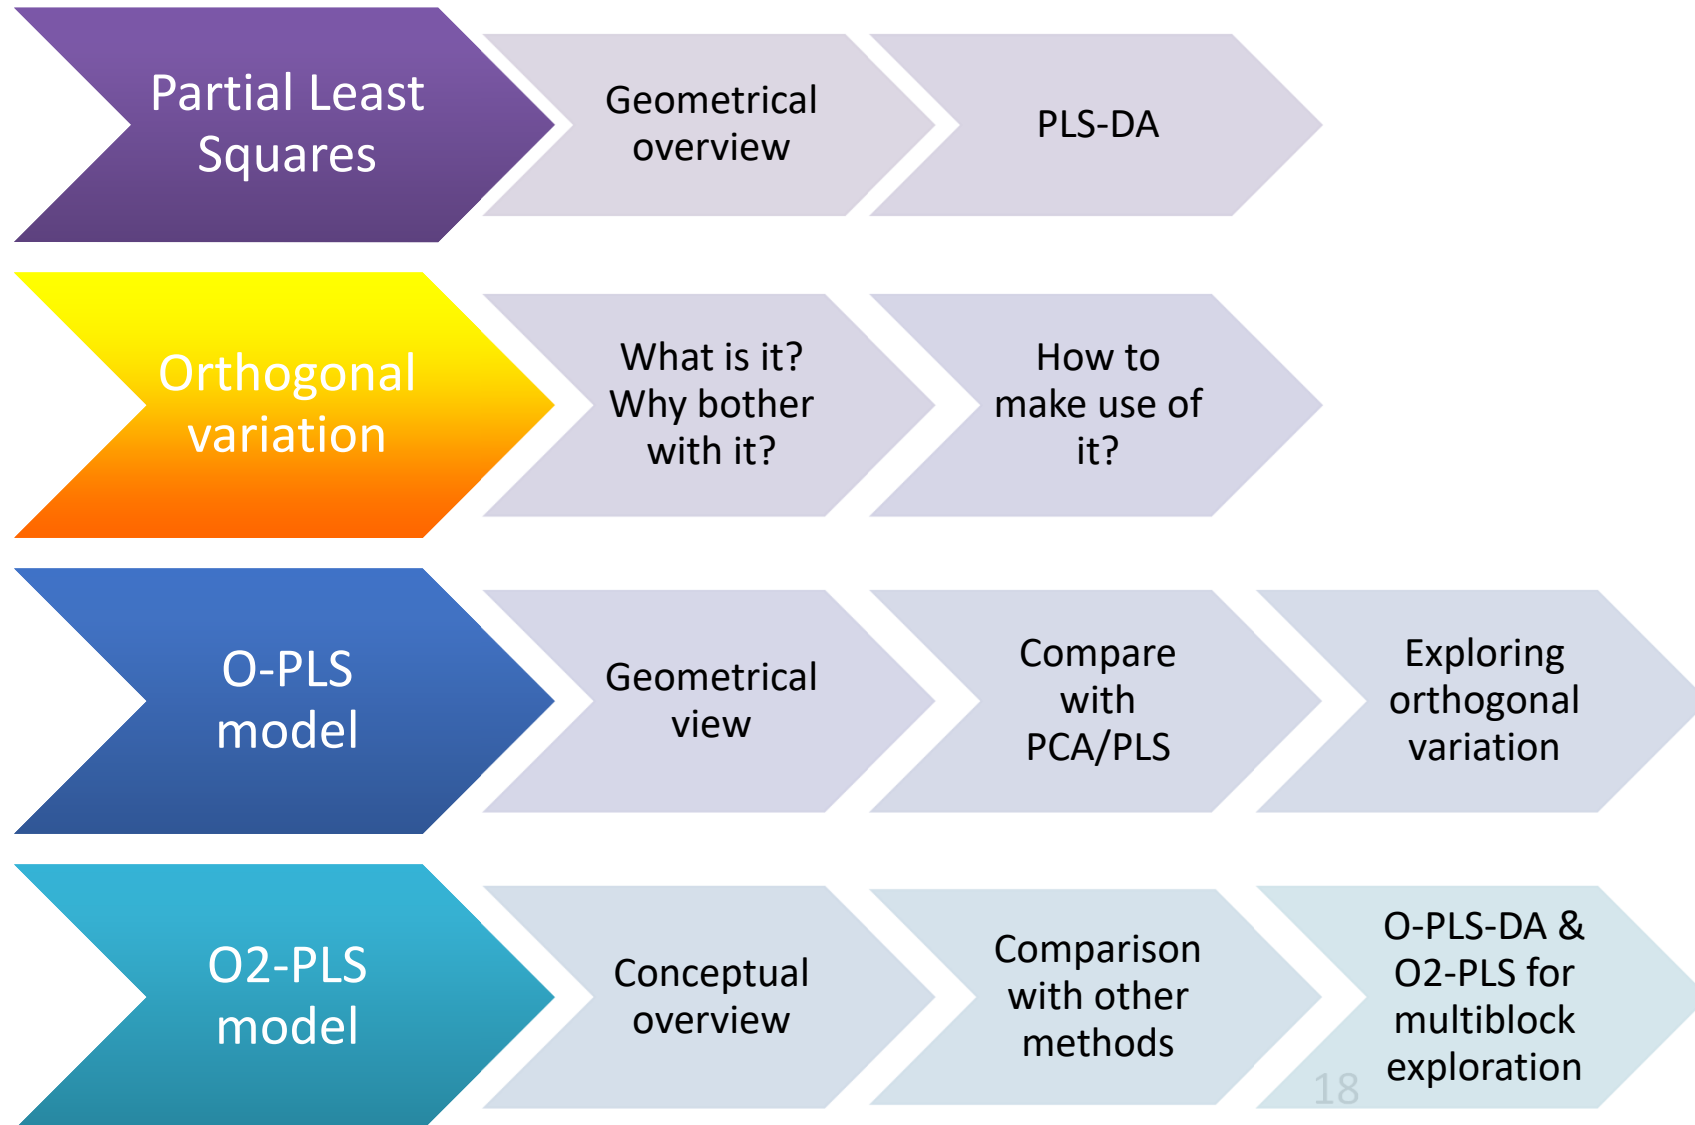 Partial Least
Squares
Geometrical
overview
PLS-DA
Orthogonal
variation
What is it?
Why bother
with it?
How to
make use of
it?
O-PLS
model
Geometrical
view
Compare
with
PCA/PLS
Exploring
orthogonal
variation
O2-PLS
model
Conceptual
overview
Comparison
with other
methods
O-PLS-DA &
O2-PLS for
multiblock
exploration
18